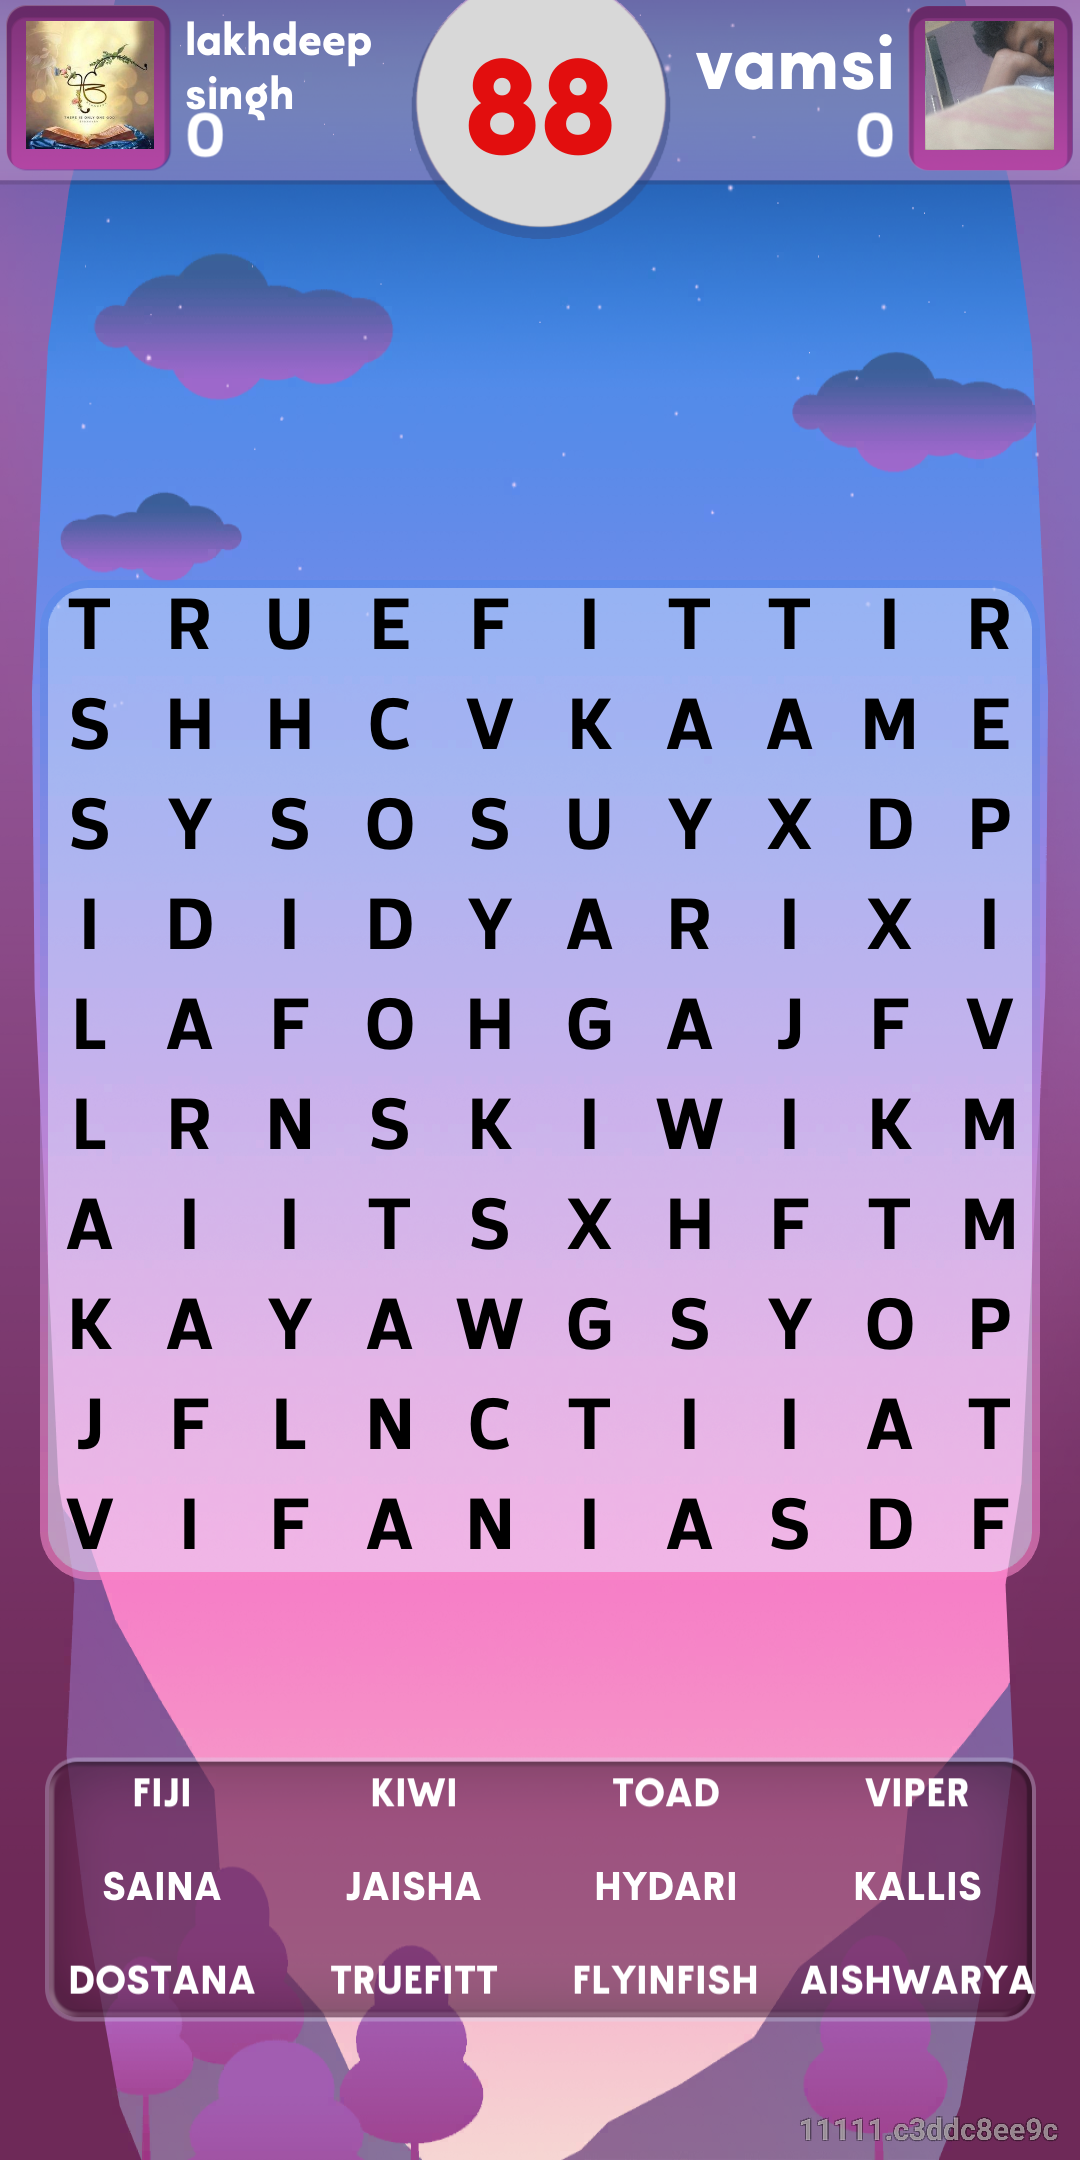 lakhdeep
singh
0
88
vamsi
0
T R U E F I T T I R
S H H C V K A A M E
S Y S O S U Y X D P
I D I D Y A R I X I
L A F O H G A J F V
L R N S K I W I K M
A I I T S X H F T M
K A Y A W G S Y O P
J F L N C T I I A T
V I F A N I A S D F
FIJI KIWI TOAD VIPER
SAINA JAISHA HYDARI KALLIS
DOSTANA TRUEFITT FLYINFISH AISHWARYA
11111.c3ddc8ee9c